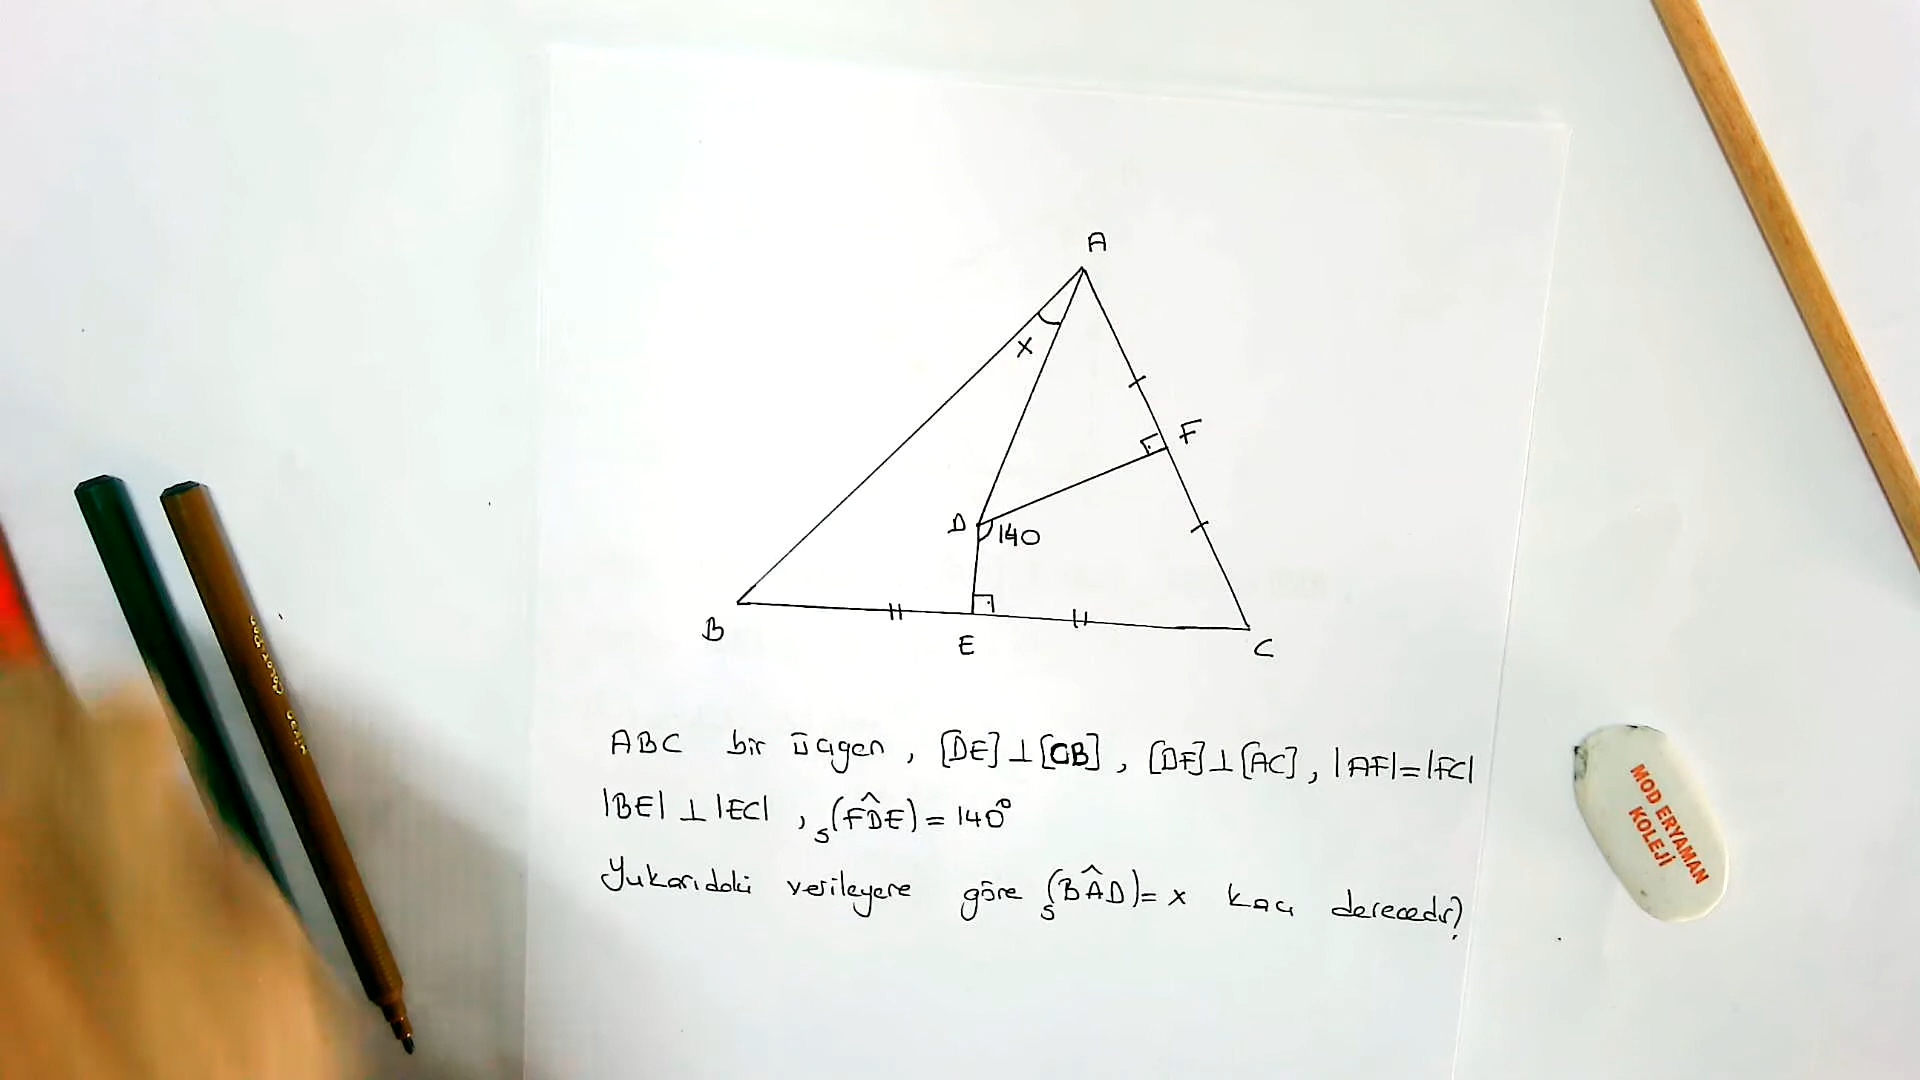 A
x
F
D
140
B
E
C
ABC bir üçgen, [DE]⊥[CB], [DF]⊥[AC], |AF|=|FC|
|BE|⊥|EC|, s(FD̂E)=140°
Yukarıdaki verileyere göre s(BÂD)=x kaç derecedir?
MOD ERYAMAN
KOLEJİ